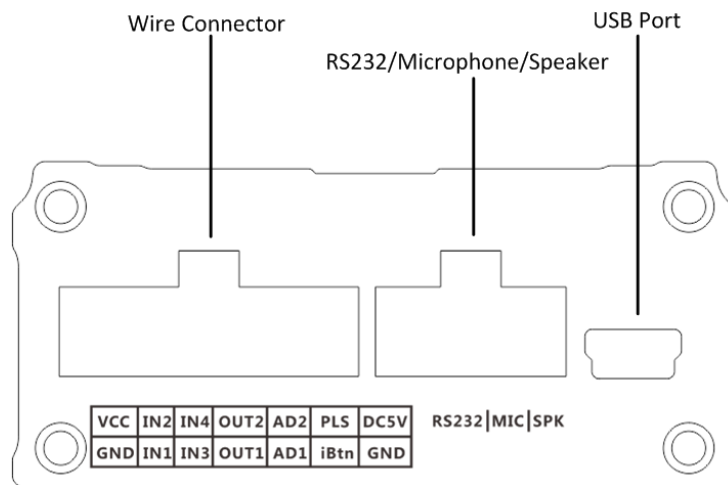 Wire Connector
USB Port
RS232/Microphone/Speaker
VCC IN2 IN4 OUT2 AD2 PLS DC5V
GND IN1 IN3 OUT1 AD1 iBtn GND
RS232|MIC|SPK